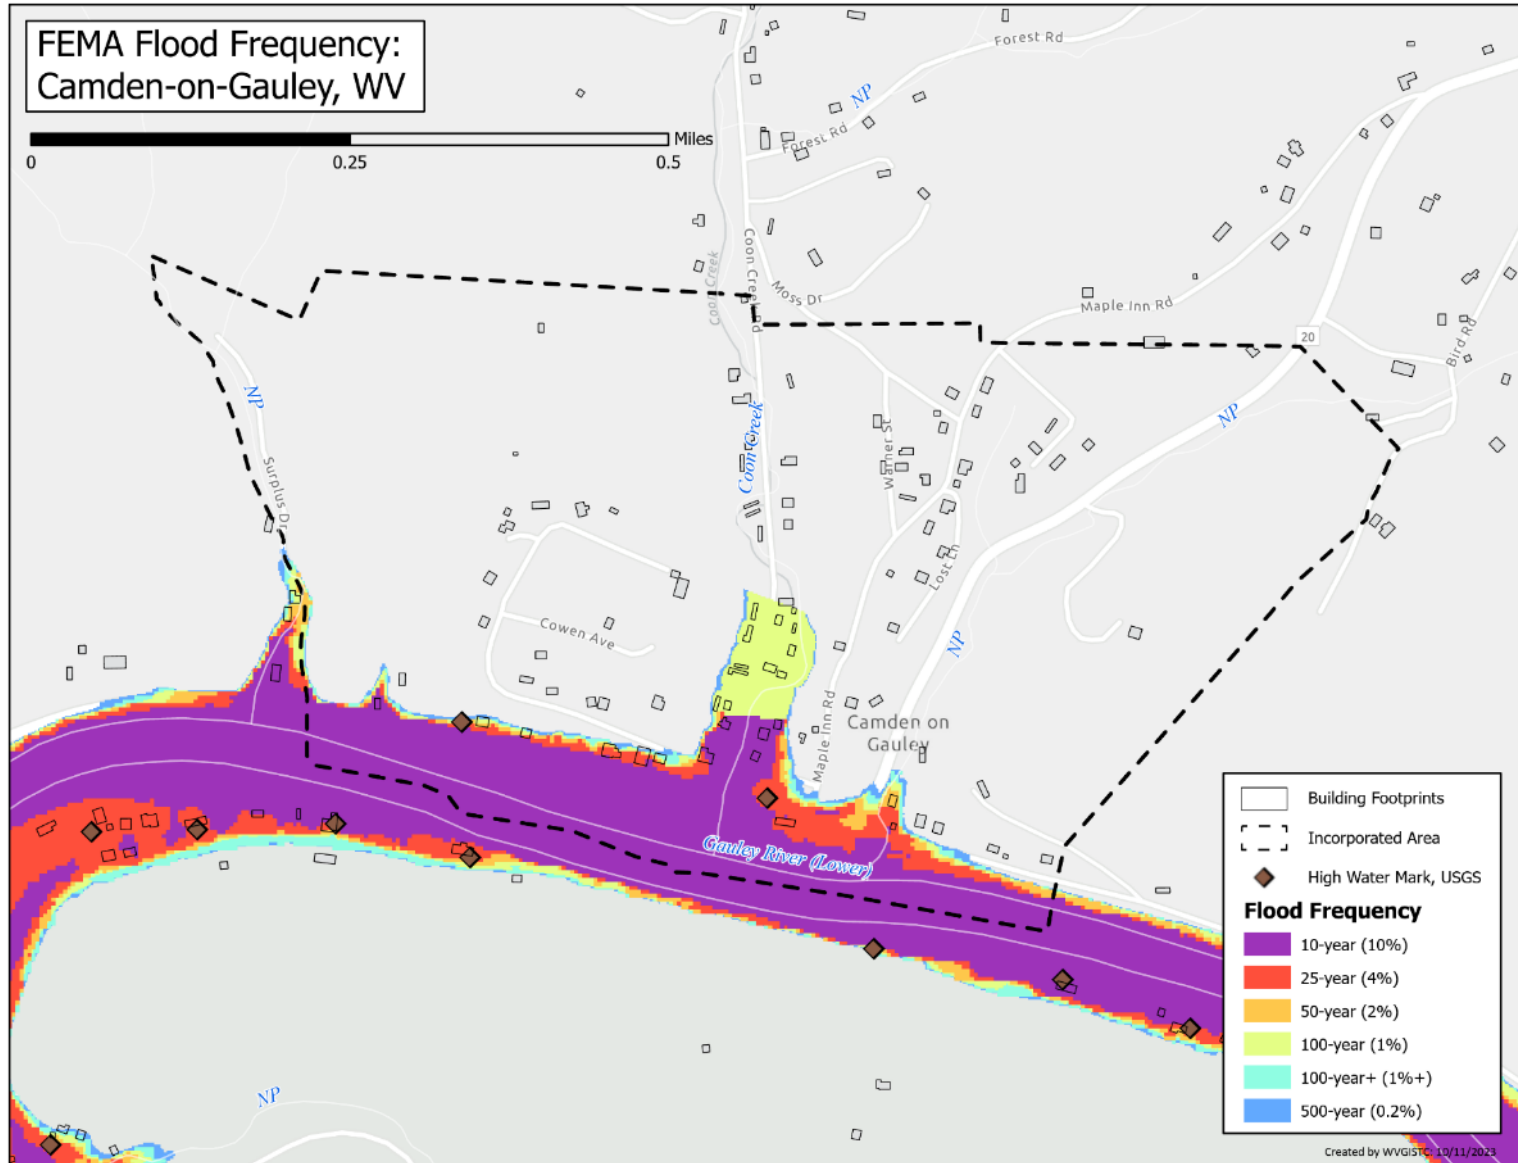 FEMA Flood Frequency:
Camden-on-Gauley, WV
Miles
0 0.25 0.5
Forest Rd
NP
Forest Rd
Coon Creek
Coon Creek Rd
Moss Dr
Maple Inn Rd
20
Bird Rd
NP
NP
Surplus Dr
Coon Creek
Warner St
Lost Ln
Cowen Ave
NP
Maple Inn Rd
Camden on
Gauley
Gauley River (Lower)
NP
Building Footprints
Incorporated Area
High Water Mark, USGS
Flood Frequency
10-year (10%)
25-year (4%)
50-year (2%)
100-year (1%)
100-year+ (1%+)
500-year (0.2%)
Created by WVGISTC: 10/11/2023